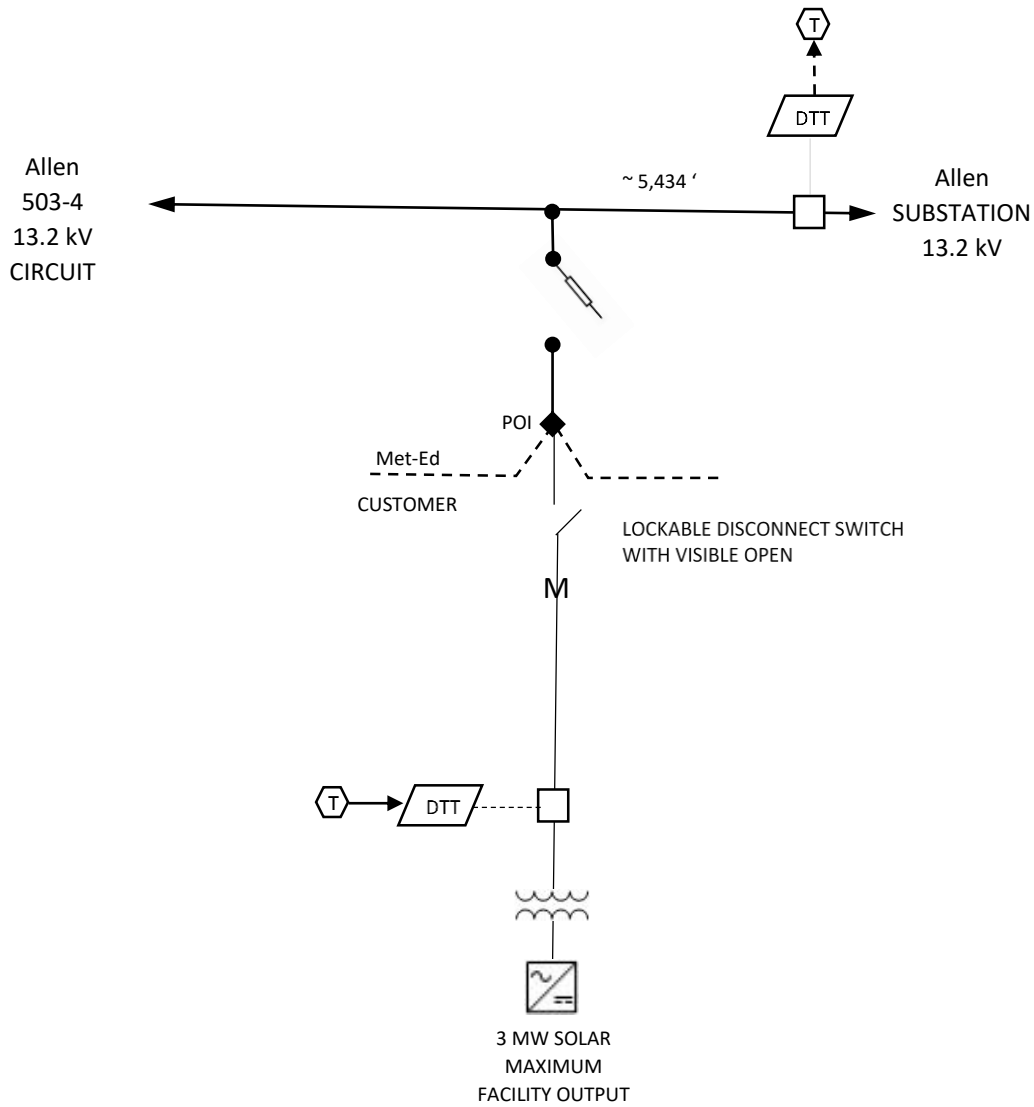 T
DTT
Allen
503-4
13.2 kV
CIRCUIT
~ 5,434 ‘
Allen
SUBSTATION
13.2 kV
POI
Met-Ed
CUSTOMER
LOCKABLE DISCONNECT SWITCH
WITH VISIBLE OPEN
M
T
DTT
3 MW SOLAR
MAXIMUM
FACILITY OUTPUT